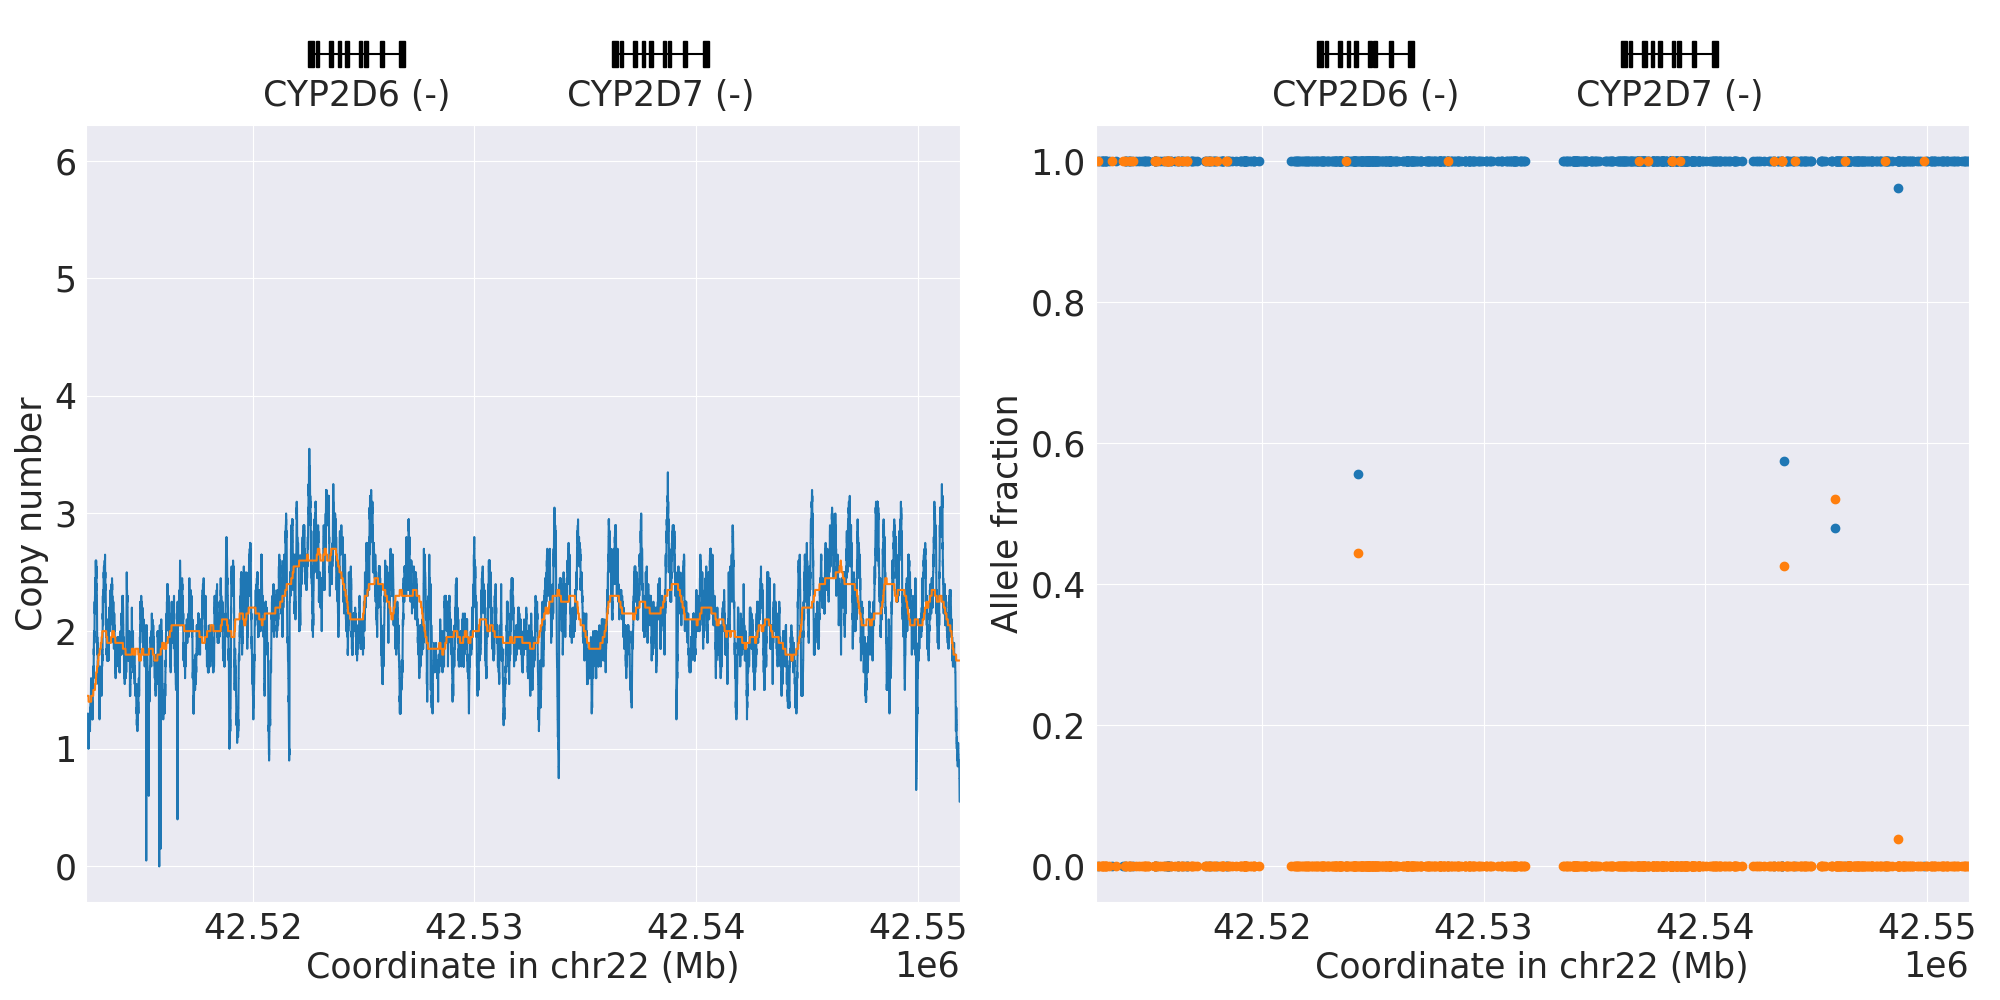 CYP2D6 (-) CYP2D7 (-)
6
5
4
3
2
1
0
Copy number
42.52 42.53 42.54 42.55
Coordinate in chr22 (Mb) 1e6
CYP2D6 (-) CYP2D7 (-)
1.0
0.8
0.6
0.4
0.2
0.0
Allele fraction
42.52 42.53 42.54 42.55
Coordinate in chr22 (Mb) 1e6